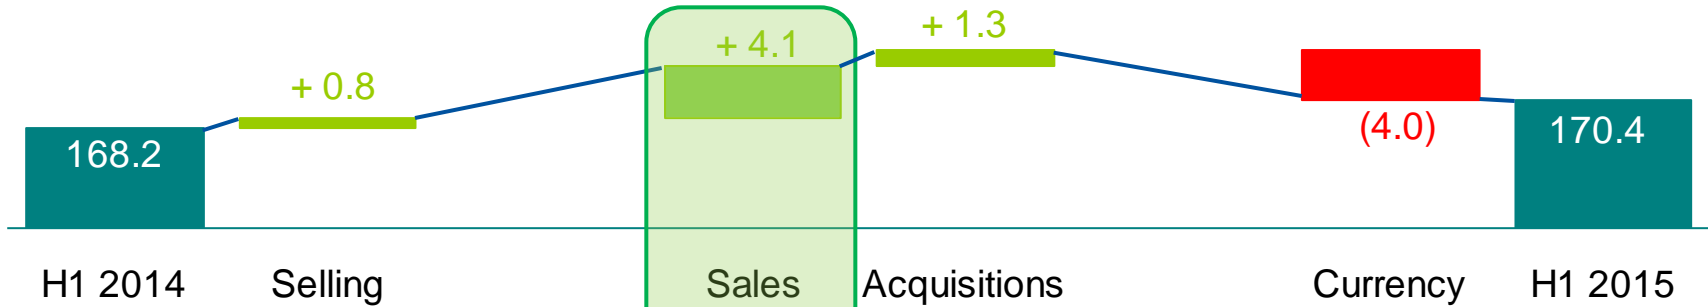 + 0.8
+ 4.1
+ 1.3
168.2
(4.0)
170.4
H1 2014
Selling
Sales
Acquisitions
Currency
H1 2015